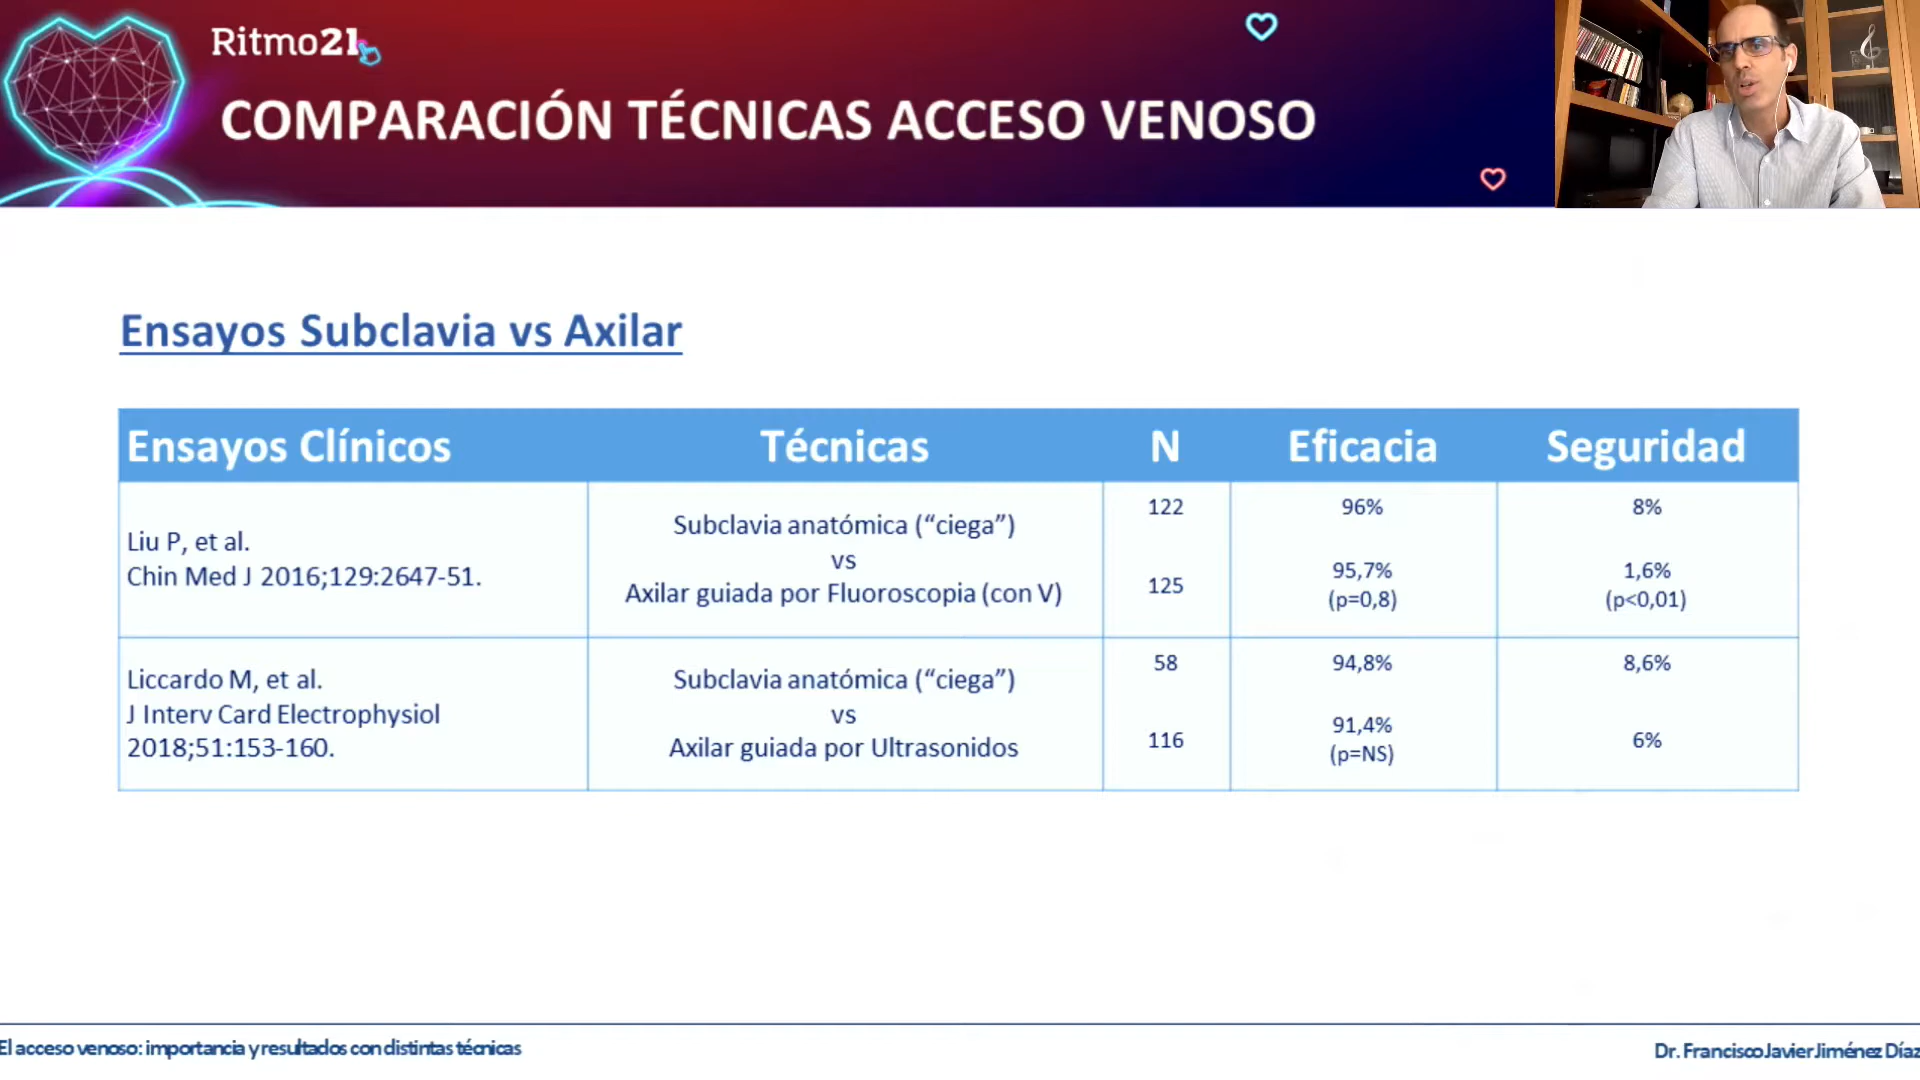 Ritmo21
COMPARACIÓN TÉCNICAS ACCESO VENOSO
Ensayos Subclavia vs Axilar
Ensayos Clínicos
Técnicas
N
Eficacia
Seguridad
Liu P, et al.
Chin Med J 2016;129:2647-51.
Subclavia anatómica (“ciega”)
vs
Axilar guiada por Fluoroscopia (con V)
122
125
96%
95,7%
(p=0,8)
8%
1,6%
(p<0,01)
Liccardo M, et al.
J Interv Card Electrophysiol
2018;51:153-160.
Subclavia anatómica (“ciega”)
vs
Axilar guiada por Ultrasonidos
58
116
94,8%
91,4%
(p=NS)
8,6%
6%
El acceso venoso: importancia y resultados con distintas técnicas
Dr. Francisco Javier Jiménez Díaz